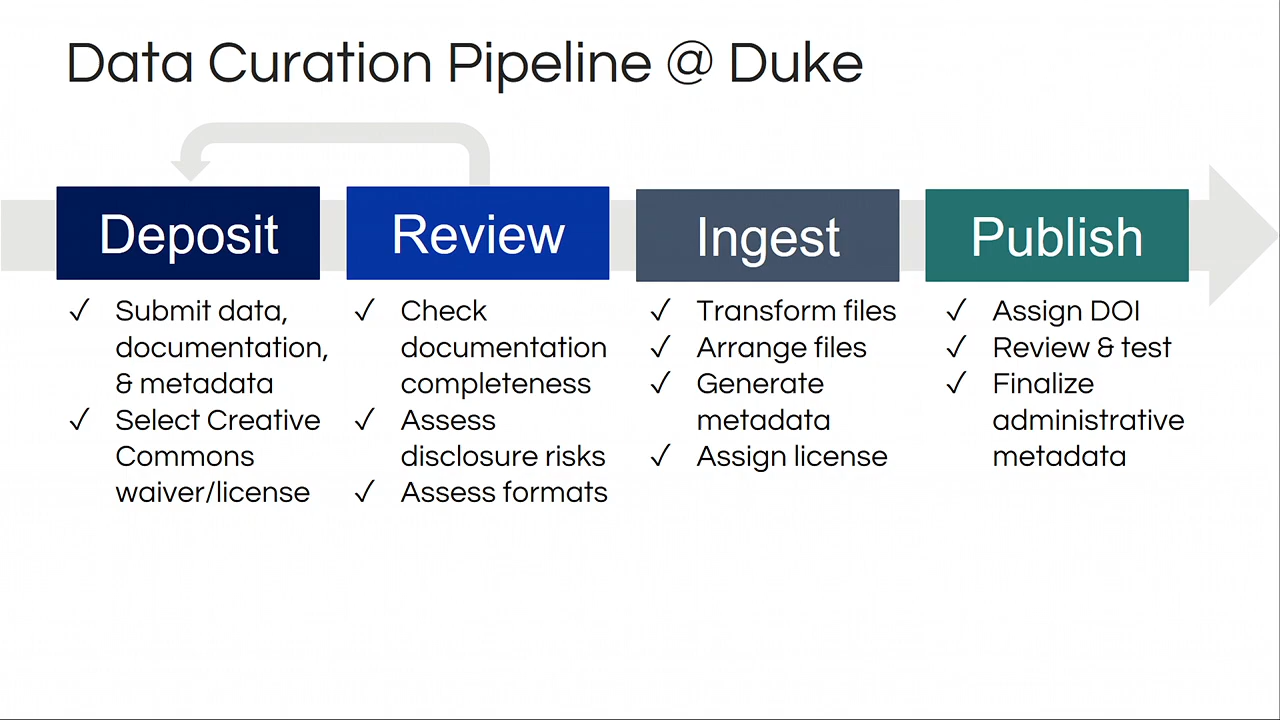 Data Curation Pipeline @ Duke
Deposit
✓ Submit data,
documentation,
& metadata
✓ Select Creative
Commons
waiver/license
Review
✓ Check
documentation
completeness
✓ Assess
disclosure risks
✓ Assess formats
Ingest
✓ Transform files
✓ Arrange files
✓ Generate
metadata
✓ Assign license
Publish
✓ Assign DOI
✓ Review & test
✓ Finalize
administrative
metadata